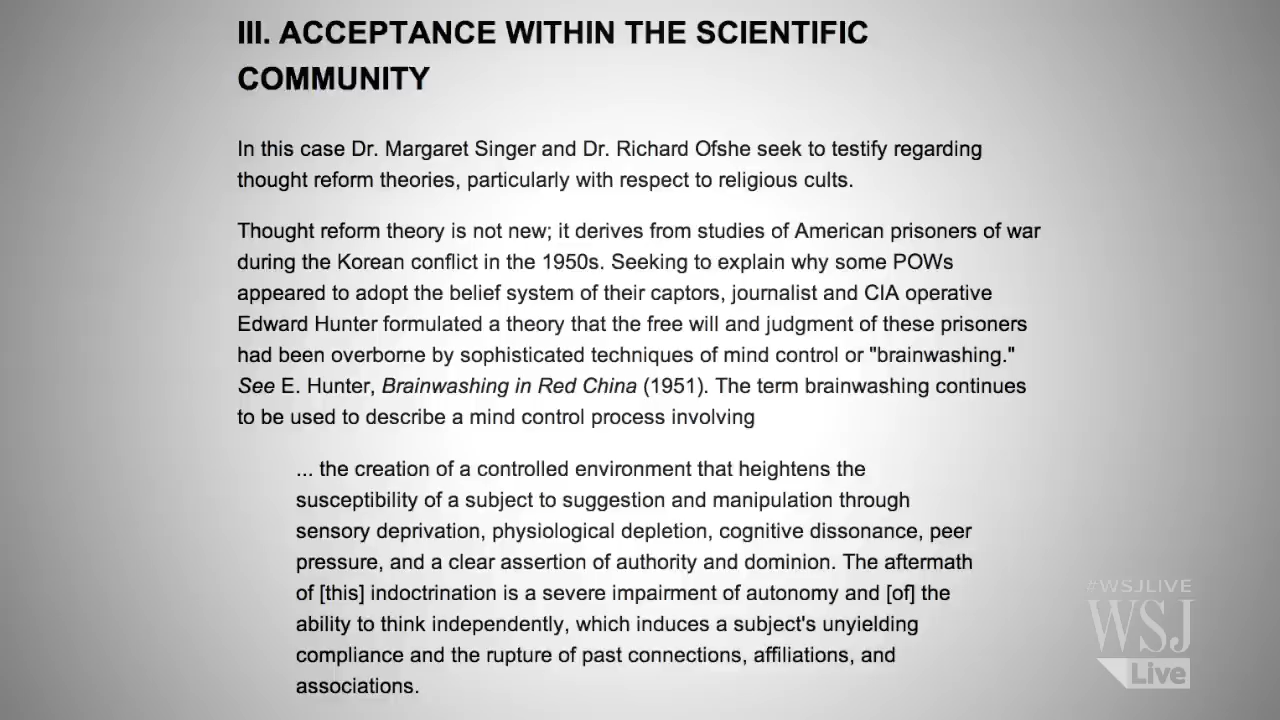 III. ACCEPTANCE WITHIN THE SCIENTIFIC
COMMUNITY
In this case Dr. Margaret Singer and Dr. Richard Ofshe seek to testify regarding
thought reform theories, particularly with respect to religious cults.
Thought reform theory is not new; it derives from studies of American prisoners of war
during the Korean conflict in the 1950s. Seeking to explain why some POWs
appeared to adopt the belief system of their captors, journalist and CIA operative
Edward Hunter formulated a theory that the free will and judgment of these prisoners
had been overborne by sophisticated techniques of mind control or "brainwashing."
See E. Hunter, Brainwashing in Red China (1951). The term brainwashing continues
to be used to describe a mind control process involving
... the creation of a controlled environment that heightens the
susceptibility of a subject to suggestion and manipulation through
sensory deprivation, physiological depletion, cognitive dissonance, peer
pressure, and a clear assertion of authority and dominion. The aftermath
of [this] indoctrination is a severe impairment of autonomy and [of] the
ability to think independently, which induces a subject's unyielding
compliance and the rupture of past connections, affiliations, and
associations.
#WSJLIVE
WSJ
Live